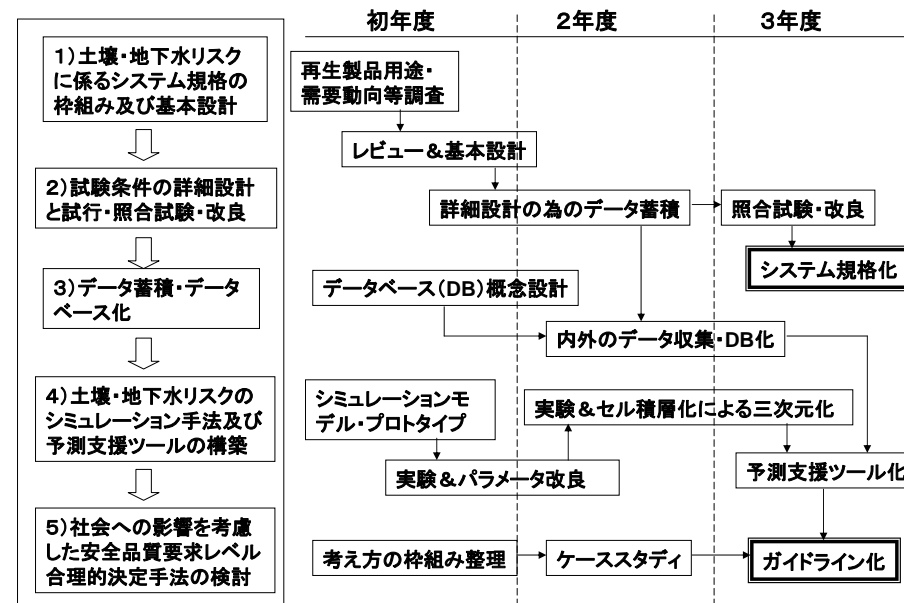 初年度
2年度
3年度
1)土壌・地下水リスク
に係るシステム規格の
枠組み及び基本設計
2)試験条件の詳細設計
と試行・照合試験・改良
3)データ蓄積・データ
ベース化
4)土壌・地下水リスクの
シミュレーション手法及び
予測支援ツールの構築
5)社会への影響を考慮
した安全品質要求レベル
合理的決定手法の検討
再生製品用途・
需要動向等調査
レビュー&基本設計
詳細設計の為のデータ蓄積
照合試験・改良
システム規格化
データベース(DB)概念設計
内外のデータ収集・DB化
シミュレーションモ
デル・プロトタイプ
実験&セル積層化による三次元化
実験&パラメータ改良
予測支援ツール化
考え方の枠組み整理
ケーススタディ
ガイドライン化